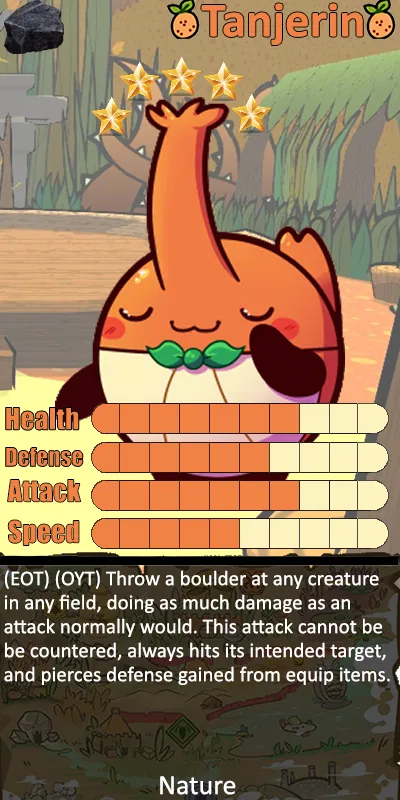 Tanjerin
Health
Defense
Attack
Speed
(EOT) (OYT) Throw a boulder at any creature
in any field, doing as much damage as an
attack normally would. This attack cannot be
be countered, always hits its intended target,
and pierces defense gained from equip items.
Nature